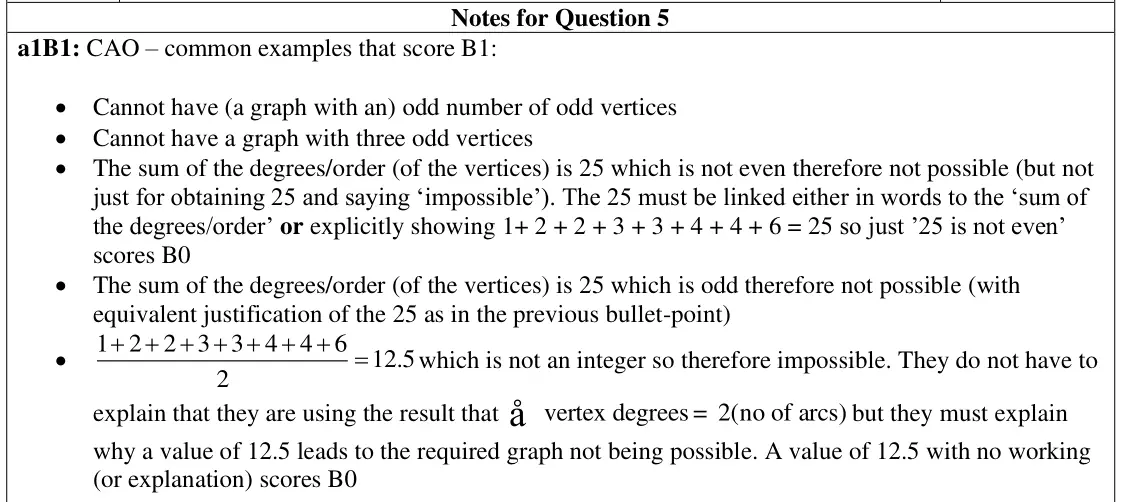 Notes for Question 5
a1B1: CAO – common examples that score B1:
• Cannot have (a graph with an) odd number of odd vertices
• Cannot have a graph with three odd vertices
• The sum of the degrees/order (of the vertices) is 25 which is not even therefore not possible (but not
just for obtaining 25 and saying ‘impossible’). The 25 must be linked either in words to the ‘sum of
the degrees/order’ or explicitly showing 1+ 2 + 2 + 3 + 3 + 4 + 4 + 6 = 25 so just ’25 is not even’
scores B0
• The sum of the degrees/order (of the vertices) is 25 which is odd therefore not possible (with
equivalent justification of the 25 as in the previous bullet-point)
• 1+2+2+3+3+4+4+6
2
=12.5 which is not an integer so therefore impossible. They do not have to
explain that they are using the result that å vertex degrees = 2(no of arcs) but they must explain
why a value of 12.5 leads to the required graph not being possible. A value of 12.5 with no working
(or explanation) scores B0